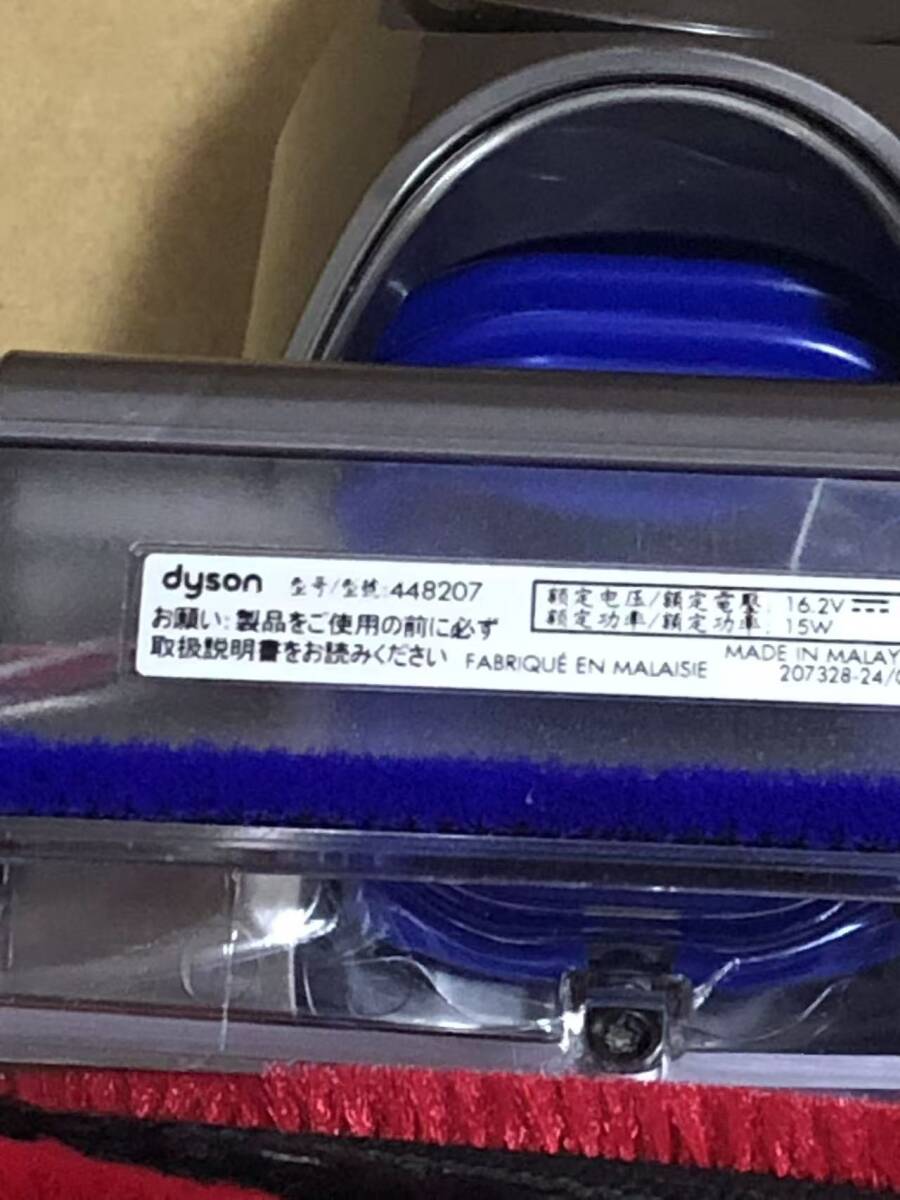 dyson 型号/型號:448207
お願い:製品をご使用の前に必ず
取扱説明書をお読みください
FABRIQUÉ EN MALAISIE
额定电压/額定電壓: 16.2V ⎓
额定功率/額定功率: 15W
MADE IN MALAY
207328-24/